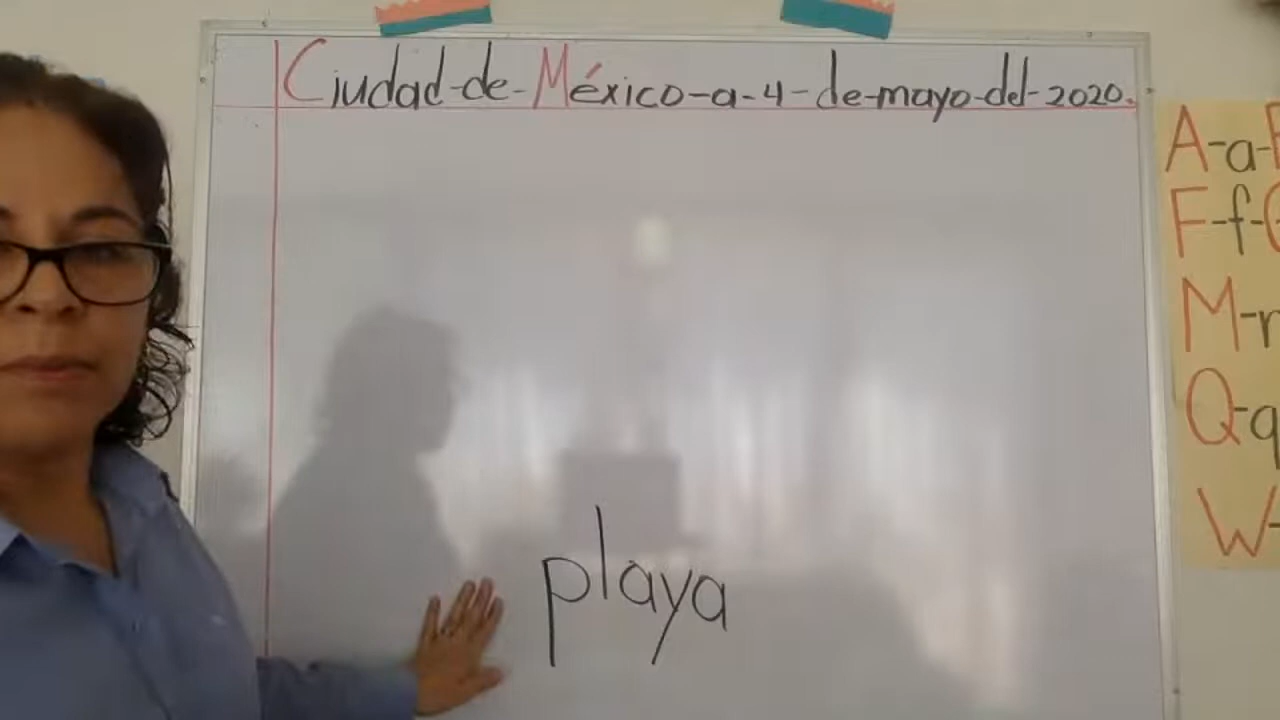 Ciudad-de-México-a-4-de-mayo-del-2020.
playa
A-a-
F-f-
M-
Q-q
W-